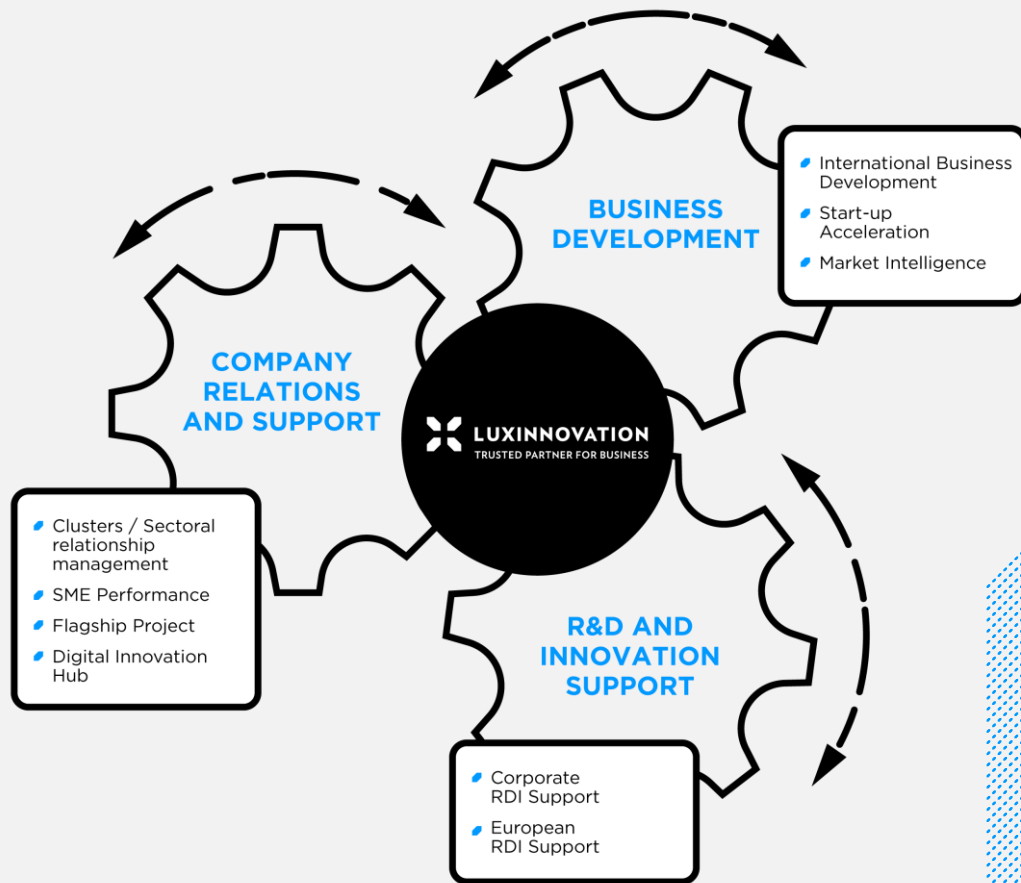 BUSINESS
DEVELOPMENT
International Business
Development
Start-up
Acceleration
Market Intelligence
COMPANY
RELATIONS
AND SUPPORT
LUXINNOVATION
TRUSTED PARTNER FOR BUSINESS
Clusters / Sectoral
relationship
management
SME Performance
Flagship Project
Digital Innovation
Hub
R&D AND
INNOVATION
SUPPORT
Corporate
RDI Support
European
RDI Support